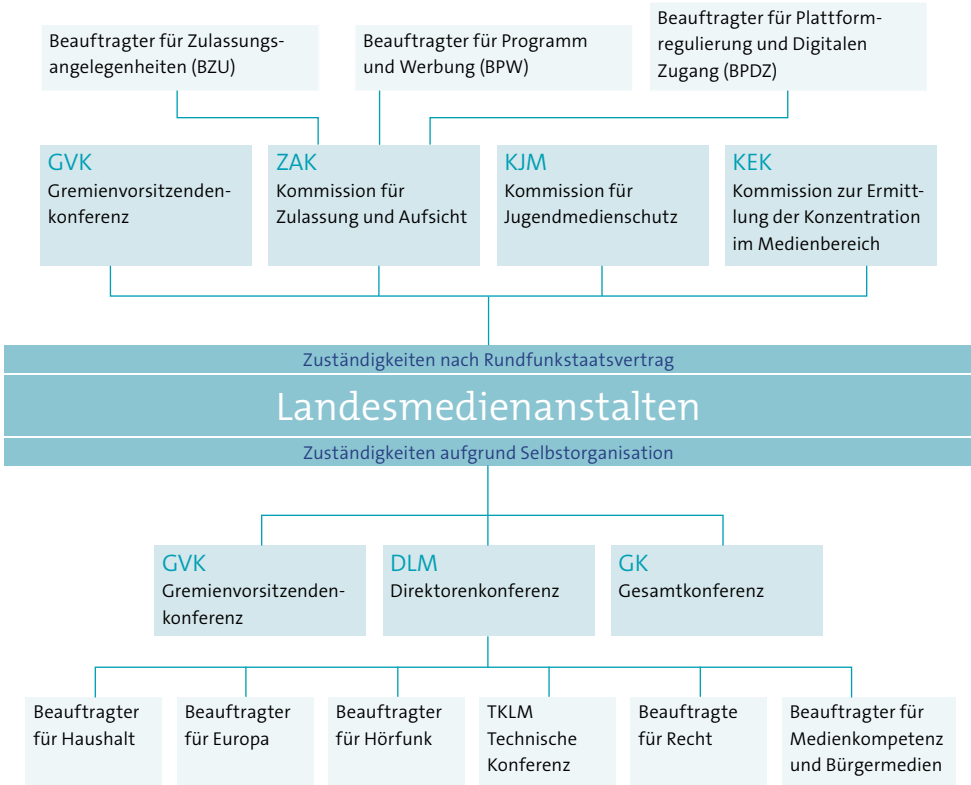 Beauftragter für Zulassungs-
angelegenheiten (BZU)
Beauftragter für Programm
und Werbung (BPW)
Beauftragter für Plattform-
regulierung und Digitalen
Zugang (BPDZ)
GVK
Gremienvorsitzenden-
konferenz
ZAK
Kommission für
Zulassung und Aufsicht
KJM
Kommission für
Jugendmedienschutz
KEK
Kommission zur Ermitt-
lung der Konzentration
im Medienbereich
Zuständigkeiten nach Rundfunkstaatsvertrag
Landesmedienanstalten
Zuständigkeiten aufgrund Selbstorganisation
GVK
Gremienvorsitzenden-
konferenz
DLM
Direktorenkonferenz
GK
Gesamtkonferenz
Beauftragter
für Haushalt
Beauftragter
für Europa
Beauftragter
für Hörfunk
TKLM
Technische
Konferenz
Beauftragte
für Recht
Beauftragter für
Medienkompetenz
und Bürgermedien